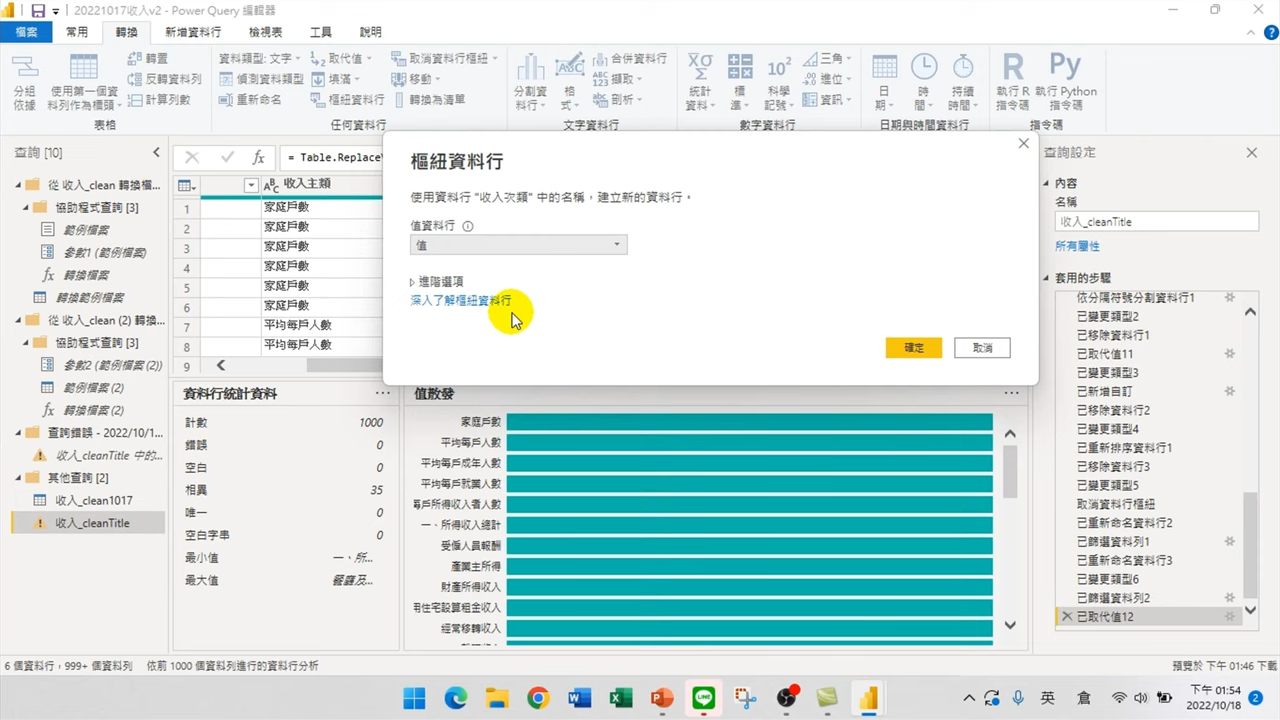 20221017收入v2 - Power Query 編輯器
檔案
常用
轉換
新增資料行
檢視表
工具
說明
分組依據
使用第一個資料列作為標頭
轉置
反轉資料列
計算列數
表格
資料類型: 文字
偵測資料類型
重新命名
取代值
填滿
樞紐資料行
取消資料行樞紐
移動
轉換為清單
任何資料行
分割資料行
格式
合併資料行
擷取
剖析
文字資料行
統計資料
標準
科學記號
三角
進位
資訊
數字資料行
日期
時間
持續時間
日期與時間資料行
執行 R 指令碼
執行 Python 指令碼
指令碼
查詢 [10]
從 收入_clean 轉換檔...
協助程式查詢 [3]
範例檔案
參數1 (範例檔案)
轉換檔案
轉換範例檔案
從 收入_clean (2) 轉換...
協助程式查詢 [3]
參數2 (範例檔案 (2))
範例檔案 (2)
轉換檔案 (2)
查詢錯誤 - 2022/10/1...
收入_cleanTitle 中的...
其他查詢 [2]
收入_clean1017
收入_cleanTitle
= Table.Replace
收入主類
1 家庭戶數
2 家庭戶數
3 家庭戶數
4 家庭戶數
5 家庭戶數
6 家庭戶數
7 平均每戶人數
8 平均每戶人數
9
樞紐資料行
使用資料行 "收入次類" 中的名稱，建立新的資料行。
值資料行
值
進階選項
深入了解樞紐資料行
確定
取消
資料行統計資料
計數 1000
錯誤 0
空白 0
相異 35
唯一 0
空白字串 0
最小值 一、所...
最大值 餐廳及...
值散發
家庭戶數
平均每戶人數
平均每戶成年人數
平均每戶就業人數
每戶所得收入者人數
一、所得收入總計
受僱人員報酬
產業主所得
財產所得收入
用住宅設算租金收入
經常移轉收入
查詢設定
內容
名稱
收入_cleanTitle
所有屬性
套用的步驟
依分隔符號分割資料行1
已變更類型2
已移除資料行1
已取代值11
已變更類型3
已新增自訂
已移除資料行2
已變更類型4
已重新排序資料行1
已移除資料行3
已變更類型5
取消資料行樞紐
已重新命名資料行2
已篩選資料列1
已重新命名資料行3
已變更類型6
已篩選資料列2
已取代值12
6 個資料行，999+ 個資料列
依前 1000 個資料列進行的資料行分析
預覽於 下午 01:46 下載
英
倉
下午 01:54
2022/10/18
2